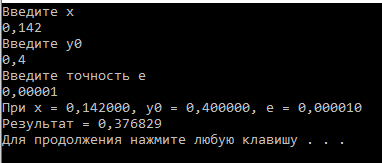 Введите x
0,142
Введите y0
0,4
Введите точность e
0,00001
При x = 0,142000, y0 = 0,400000, e = 0,000010
Результат = 0,376829
Для продолжения нажмите любую клавишу . . .